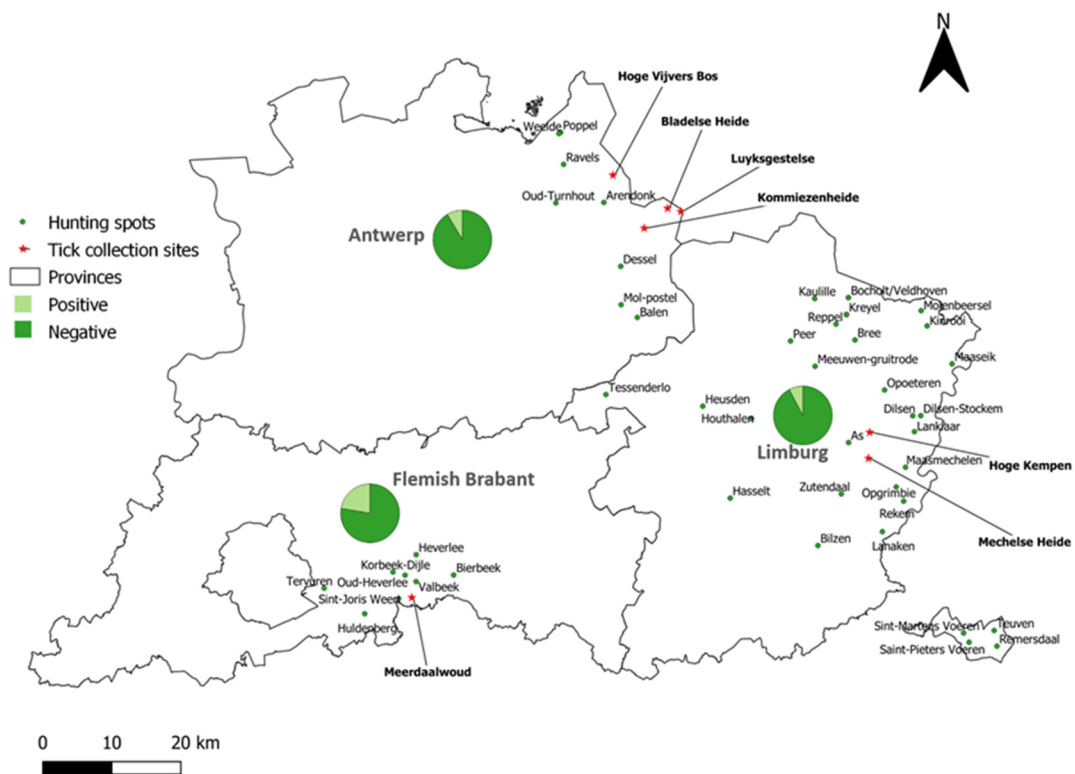 N
Hoge Vijvers Bos
Bladelse Heide
Weelde Poppel
Luyksgestelse
Ravels
Kommiezenheide
Oud-Turnhout
Arendonk
Hunting spots
Tick collection sites
Provinces
Positive
Negative
Antwerp
Dessel
Mol-postel
Balen
Kaulille
Bocholt/Veldhoven
Kreyel
Molenbeersel
Reppel
Kinrooi
Peer
Bree
Meeuwen-gruitrode
Maaseik
Tessenderlo
Opoeteren
Heusden
Houthalen
Dilsen
Dilsen-Stockem
Lanklaar
As
Limburg
Maasmechelen
Hoge Kempen
Flemish Brabant
Hasselt
Zutendaal
Opgrimbie
Rekem
Mechelse Heide
Bilzen
Lanaken
Heverlee
Korbeek-Dijle
Bierbeek
Tervuren
Oud-Heverlee
Valbeek
Sint-Joris Weert
Huldenberg
Meerdaalwoud
Sint-Martens Voeren
Teuven
Remersdaal
Saint-Pieters Voeren
0 10 20 km